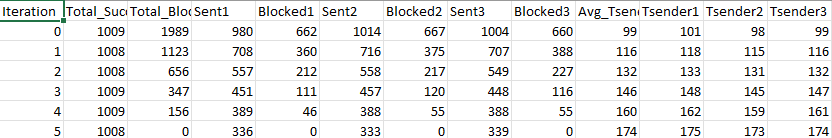 Iteration Total_Suc Total_Bloc Sent1 Blocked1 Sent2 Blocked2 Sent3 Blocked3 Avg_Tsend Tsender1 Tsender2 Tsender3
0 1009 1989 980 662 1014 667 1004 660 99 101 98 99
1 1008 1123 708 360 716 375 707 388 116 118 115 116
2 1008 656 557 212 558 217 549 227 132 133 131 132
3 1009 347 451 111 457 120 448 116 146 148 145 147
4 1009 156 389 46 388 55 388 55 160 162 159 161
5 1008 0 336 0 333 0 339 0 174 175 173 174